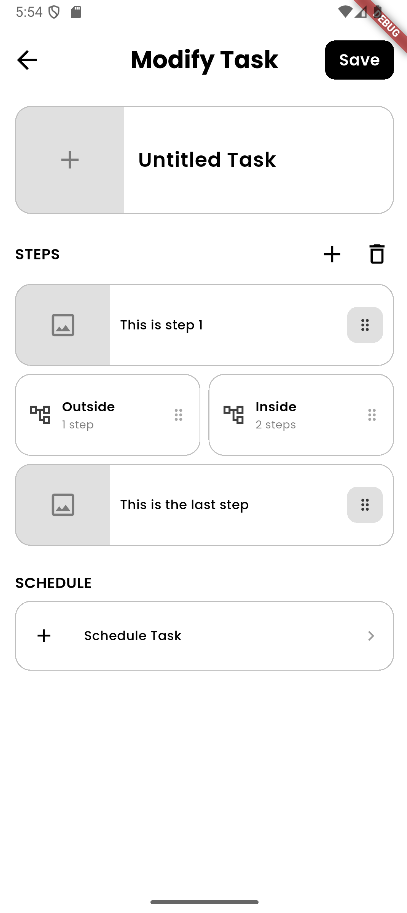 5:54
Modify Task
Save
Untitled Task
STEPS
This is step 1
Outside
1 step
Inside
2 steps
This is the last step
SCHEDULE
Schedule Task